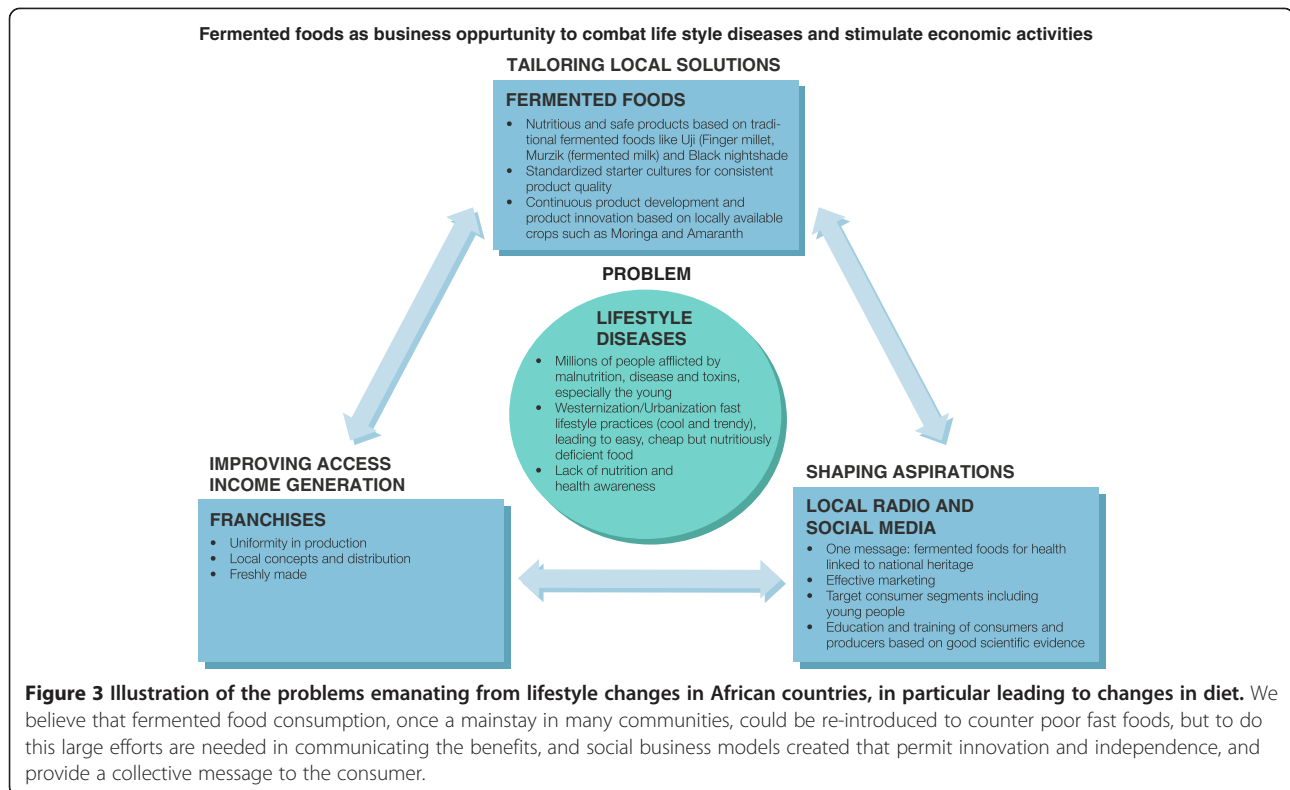 Fermented foods as business oppurtunity to combat life style diseases and stimulate economic activities
TAILORING LOCAL SOLUTIONS
FERMENTED FOODS
• Nutritious and safe products based on tradi-
tional fermented foods like Uji (Finger millet,
Murzik (fermented milk) and Black nightshade
• Standardized starter cultures for consistent
product quality
• Continuous product development and
product innovation based on locally available
crops such as Moringa and Amaranth
PROBLEM
LIFESTYLE
DISEASES
• Millions of people afflicted by
malnutrition, disease and toxins,
especially the young
• Westernization/Urbanization fast
lifestyle practices (cool and trendy),
leading to easy, cheap but nutritiously
deficient food
• Lack of nutrition and
health awareness
IMPROVING ACCESS
INCOME GENERATION
FRANCHISES
• Uniformity in production
• Local concepts and distribution
• Freshly made
SHAPING ASPIRATIONS
LOCAL RADIO AND
SOCIAL MEDIA
• One message: fermented foods for health
linked to national heritage
• Effective marketing
• Target consumer segments including
young people
• Education and training of consumers and
producers based on good scientific evidence
Figure 3 Illustration of the problems emanating from lifestyle changes in African countries, in particular leading to changes in diet. We
believe that fermented food consumption, once a mainstay in many communities, could be re-introduced to counter poor fast foods, but to do
this large efforts are needed in communicating the benefits, and social business models created that permit innovation and independence, and
provide a collective message to the consumer.